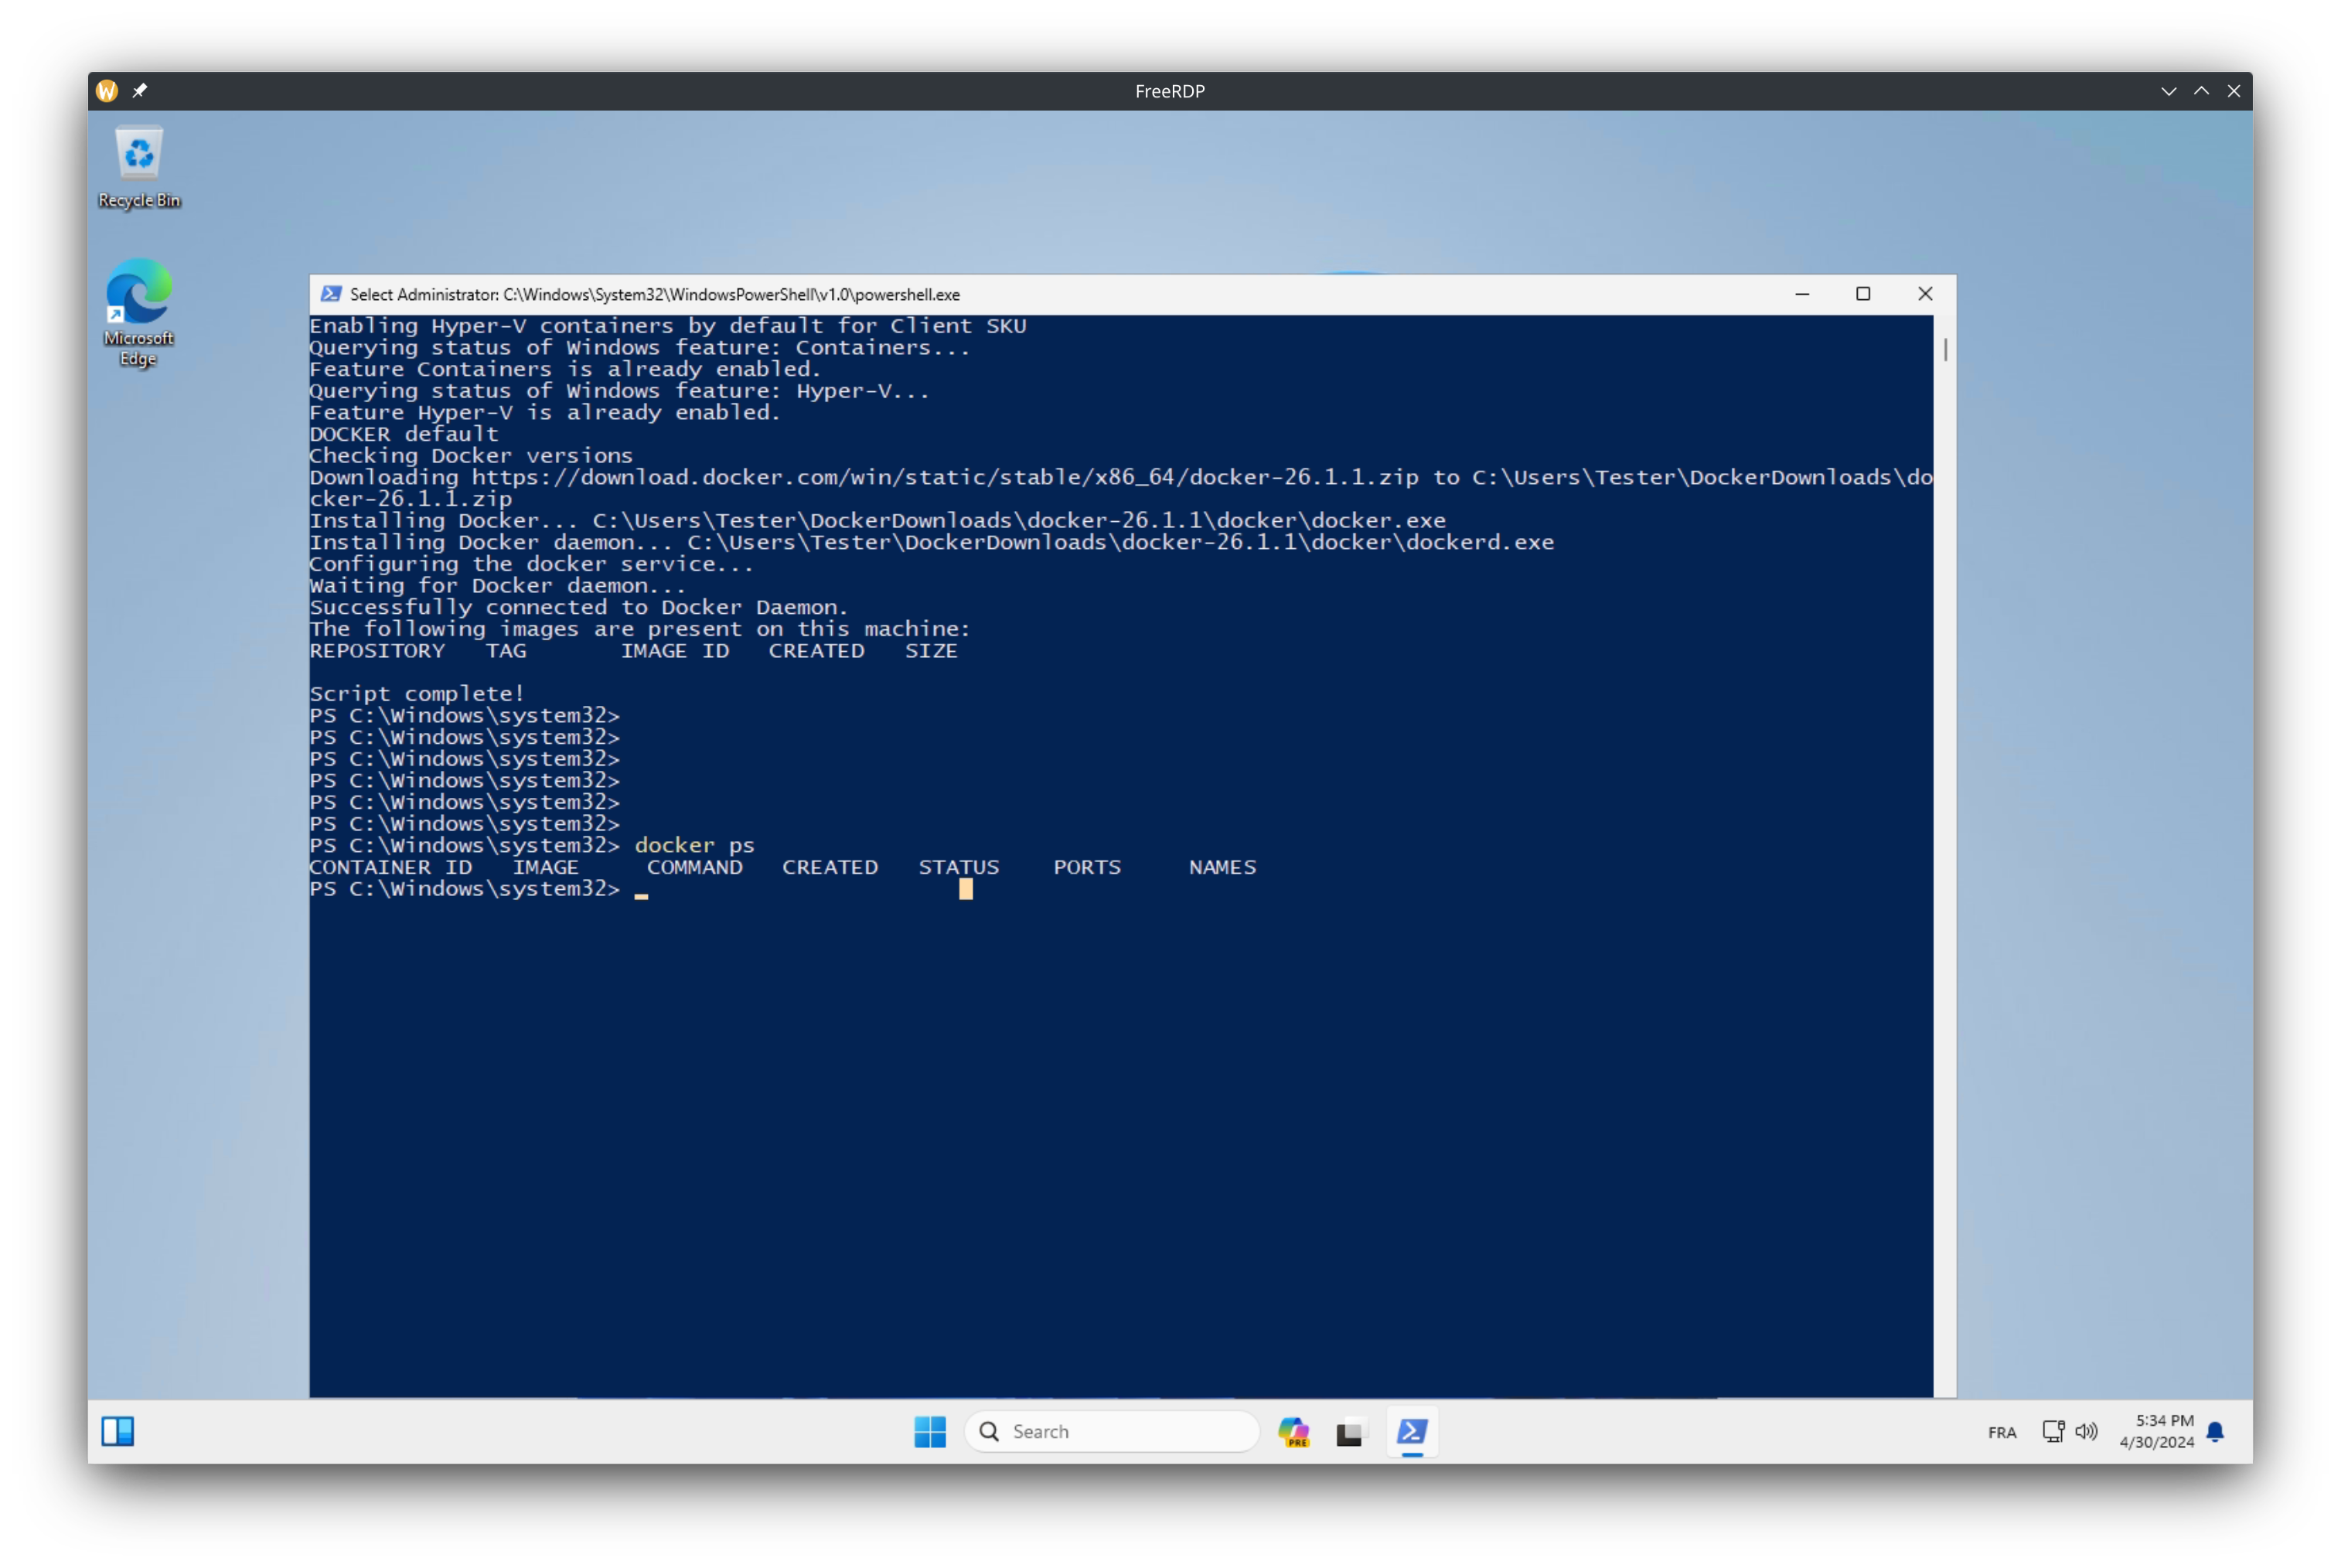 FreeRDP
Recycle Bin
Microsoft
Edge
Select Administrator: C:\Windows\System32\WindowsPowerShell\v1.0\powershell.exe
Enabling Hyper-V containers by default for Client SKU
Querying status of Windows feature: Containers...
Feature Containers is already enabled.
Querying status of Windows feature: Hyper-V...
Feature Hyper-V is already enabled.
DOCKER default
Checking Docker versions
Downloading https://download.docker.com/win/static/stable/x86_64/docker-26.1.1.zip to C:\Users\Tester\DockerDownloads\do
cker-26.1.1.zip
Installing Docker... C:\Users\Tester\DockerDownloads\docker-26.1.1\docker\docker.exe
Installing Docker daemon... C:\Users\Tester\DockerDownloads\docker-26.1.1\docker\dockerd.exe
Configuring the docker service...
Waiting for Docker daemon...
Successfully connected to Docker Daemon.
The following images are present on this machine:
REPOSITORY   TAG       IMAGE ID   CREATED   SIZE
Script complete!
PS C:\Windows\system32>
PS C:\Windows\system32>
PS C:\Windows\system32>
PS C:\Windows\system32>
PS C:\Windows\system32>
PS C:\Windows\system32>
PS C:\Windows\system32> docker ps
CONTAINER ID   IMAGE     COMMAND   CREATED   STATUS    PORTS     NAMES
PS C:\Windows\system32>
Search
PRE
FRA
5:34 PM
4/30/2024